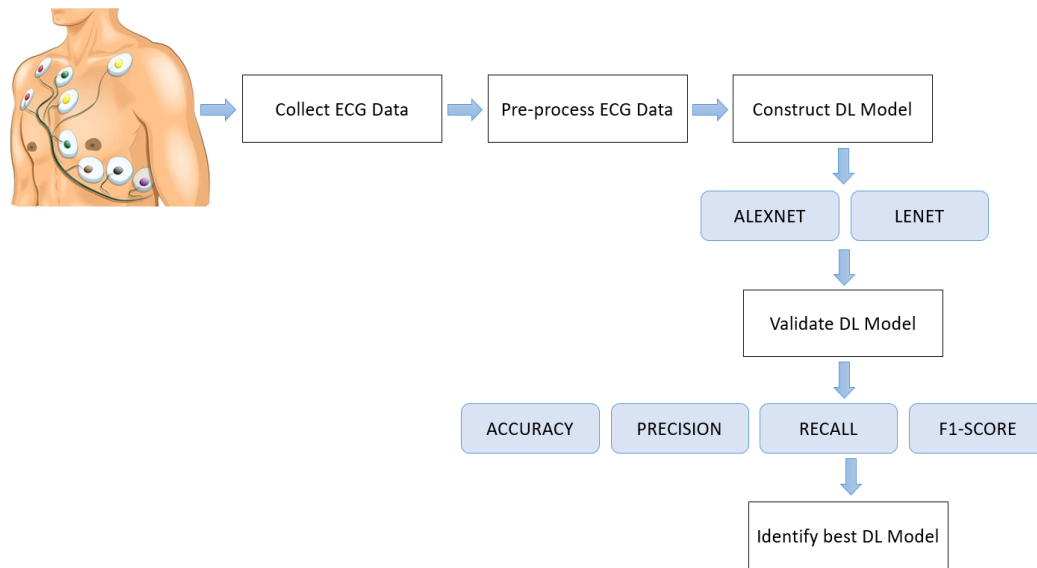 Collect ECG Data
Pre-process ECG Data
Construct DL Model
ALEXNET
LENET
Validate DL Model
ACCURACY
PRECISION
RECALL
F1-SCORE
Identify best DL Model